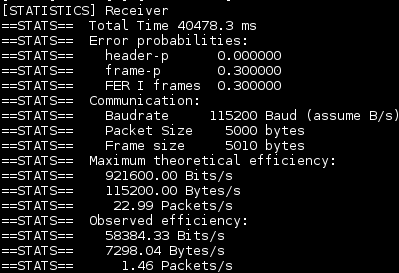 [STATISTICS] Receiver
==STATS== Total Time 40478.3 ms
==STATS== Error probabilities:
==STATS== header-p 0.000000
==STATS== frame-p 0.300000
==STATS== FER I frames 0.300000
==STATS== Communication:
==STATS== Baudrate 115200 Baud (assume B/s)
==STATS== Packet Size 5000 bytes
==STATS== Frame size 5010 bytes
==STATS== Maximum theoretical efficiency:
==STATS== 921600.00 Bits/s
==STATS== 115200.00 Bytes/s
==STATS== 22.99 Packets/s
==STATS== Observed efficiency:
==STATS== 58384.33 Bits/s
==STATS== 7298.04 Bytes/s
==STATS== 1.46 Packets/s